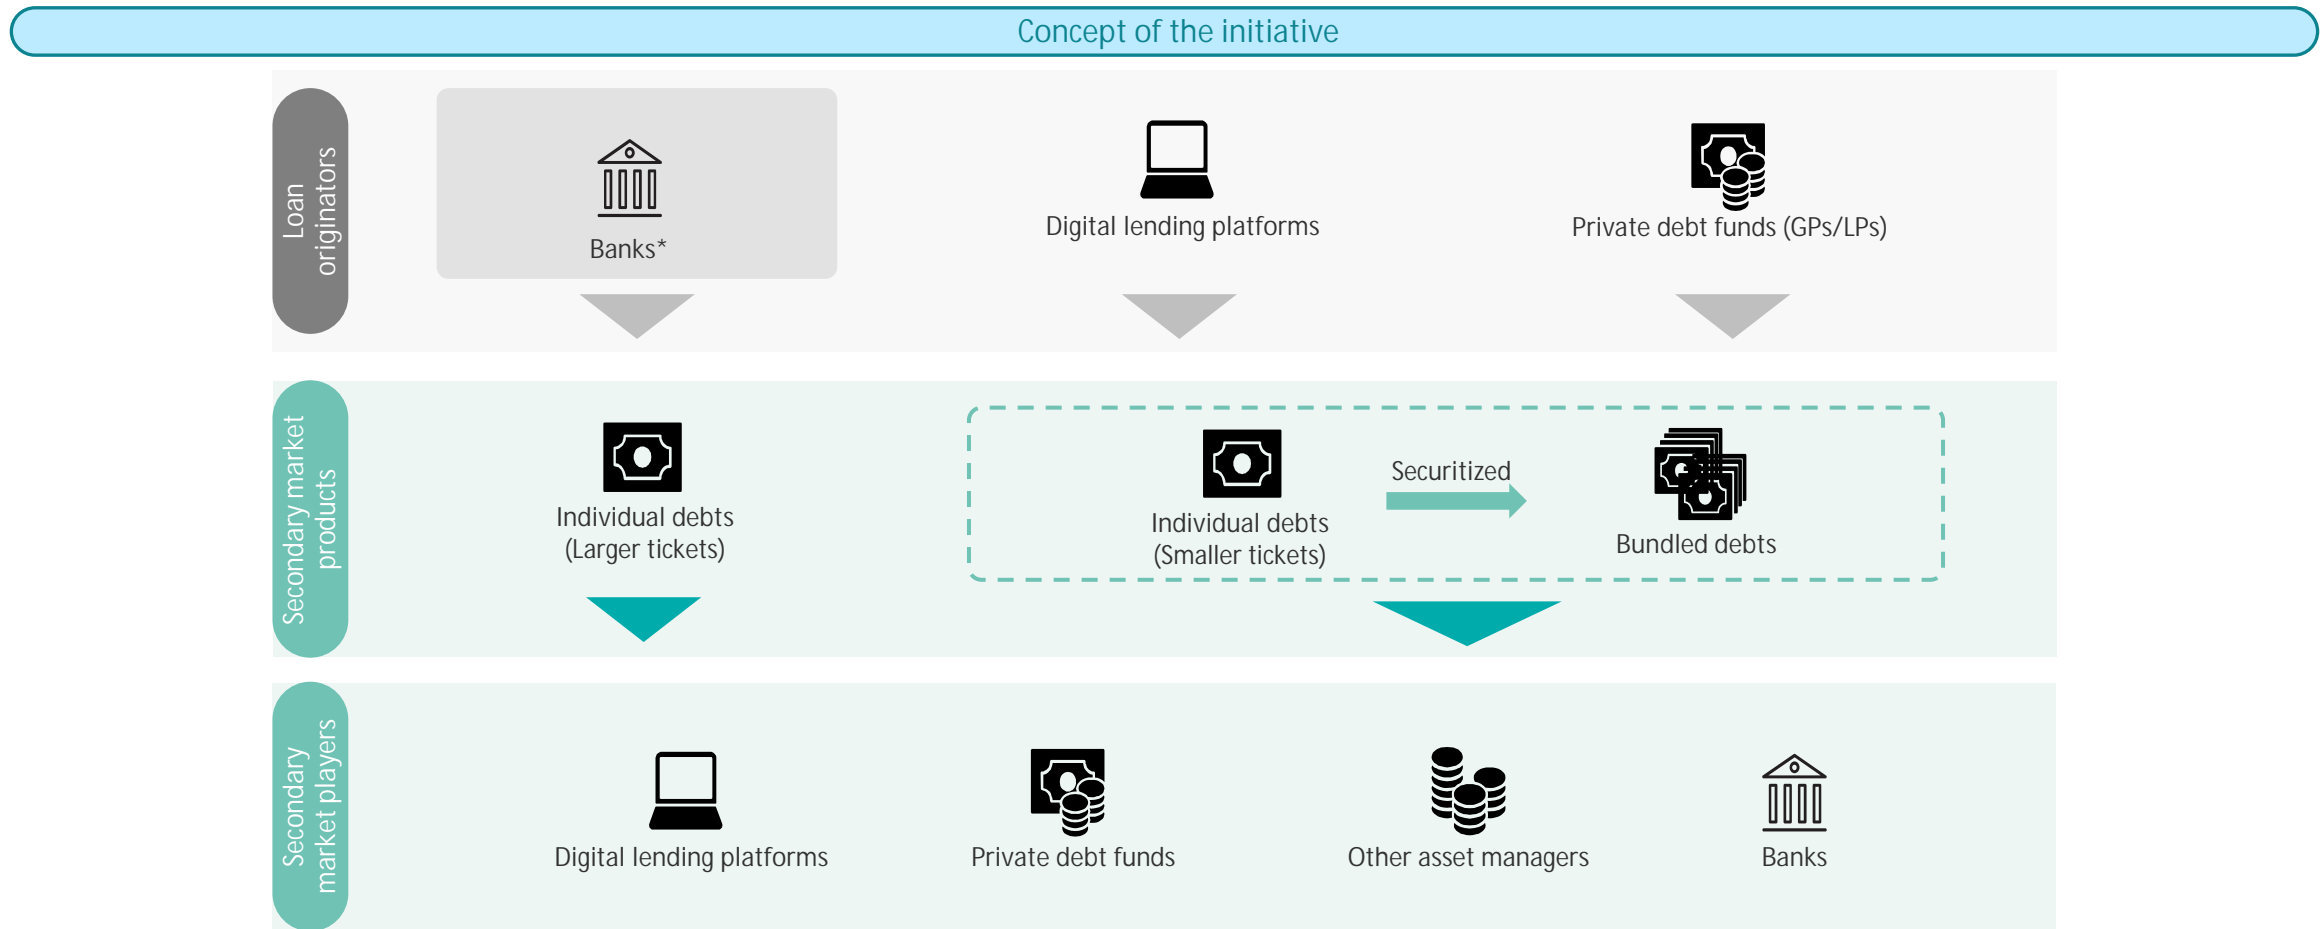 Concept of the initiative
Loan
originators
Banks*
Digital lending platforms
Private debt funds (GPs/LPs)
Secondary market
products
Individual debts
(Larger tickets)
Individual debts
(Smaller tickets)
Securitized
Bundled debts
Secondary
market players
Digital lending platforms
Private debt funds
Other asset managers
Banks